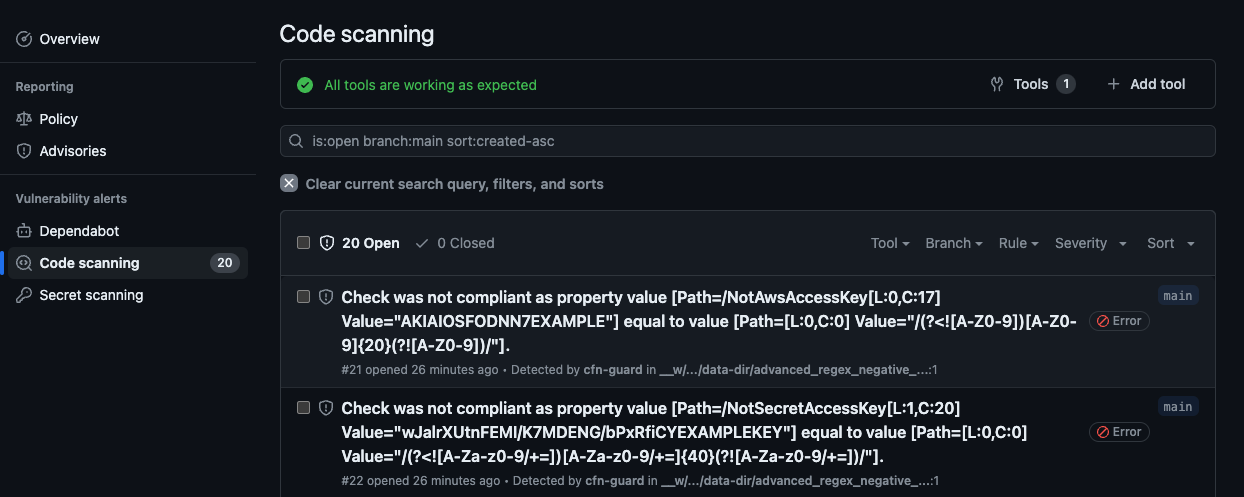 Code scanning
Overview
All tools are working as expected
Tools 1
Add tool
Reporting
Policy
Advisories
is:open branch:main sort:created-asc
Clear current search query, filters, and sorts
Vulnerability alerts
Dependabot
Code scanning 20
Secret scanning
20 Open
0 Closed
Tool
Branch
Rule
Severity
Sort
Check was not compliant as property value [Path=/NotAwsAccessKey[L:0,C:17]
Value="AKIAIOSFODNN7EXAMPLE"] equal to value [Path=[L:0,C:0] Value="/(?<![A-Z0-9])[A-Z0-
9]{20}(?![A-Z0-9])/"].
Error
main
#21 opened 26 minutes ago • Detected by cfn-guard in __w/.../data-dir/advanced_regex_negative_...:1
Check was not compliant as property value [Path=/NotSecretAccessKey[L:1,C:20]
Value="wJalrXUtnFEMI/K7MDENG/bPxRfiCYEXAMPLEKEY"] equal to value [Path=[L:0,C:0]
Value="/(?<![A-Za-z0-9/+=])[A-Za-z0-9/+=]{40}(?![A-Za-z0-9/+=])/"].
Error
main
#22 opened 26 minutes ago • Detected by cfn-guard in __w/.../data-dir/advanced_regex_negative_...:1